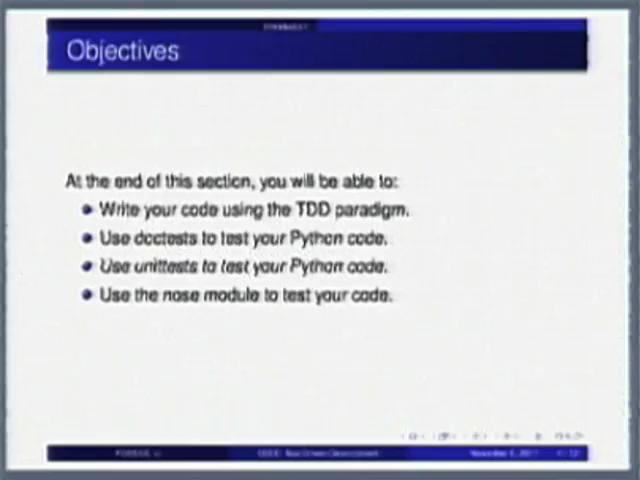 Objectives
At the end of this section, you will be able to:
Write your code using the TDD paradigm.
Use doctests to test your Python code.
Use unittests to test your Python code.
Use the nose module to test your code.